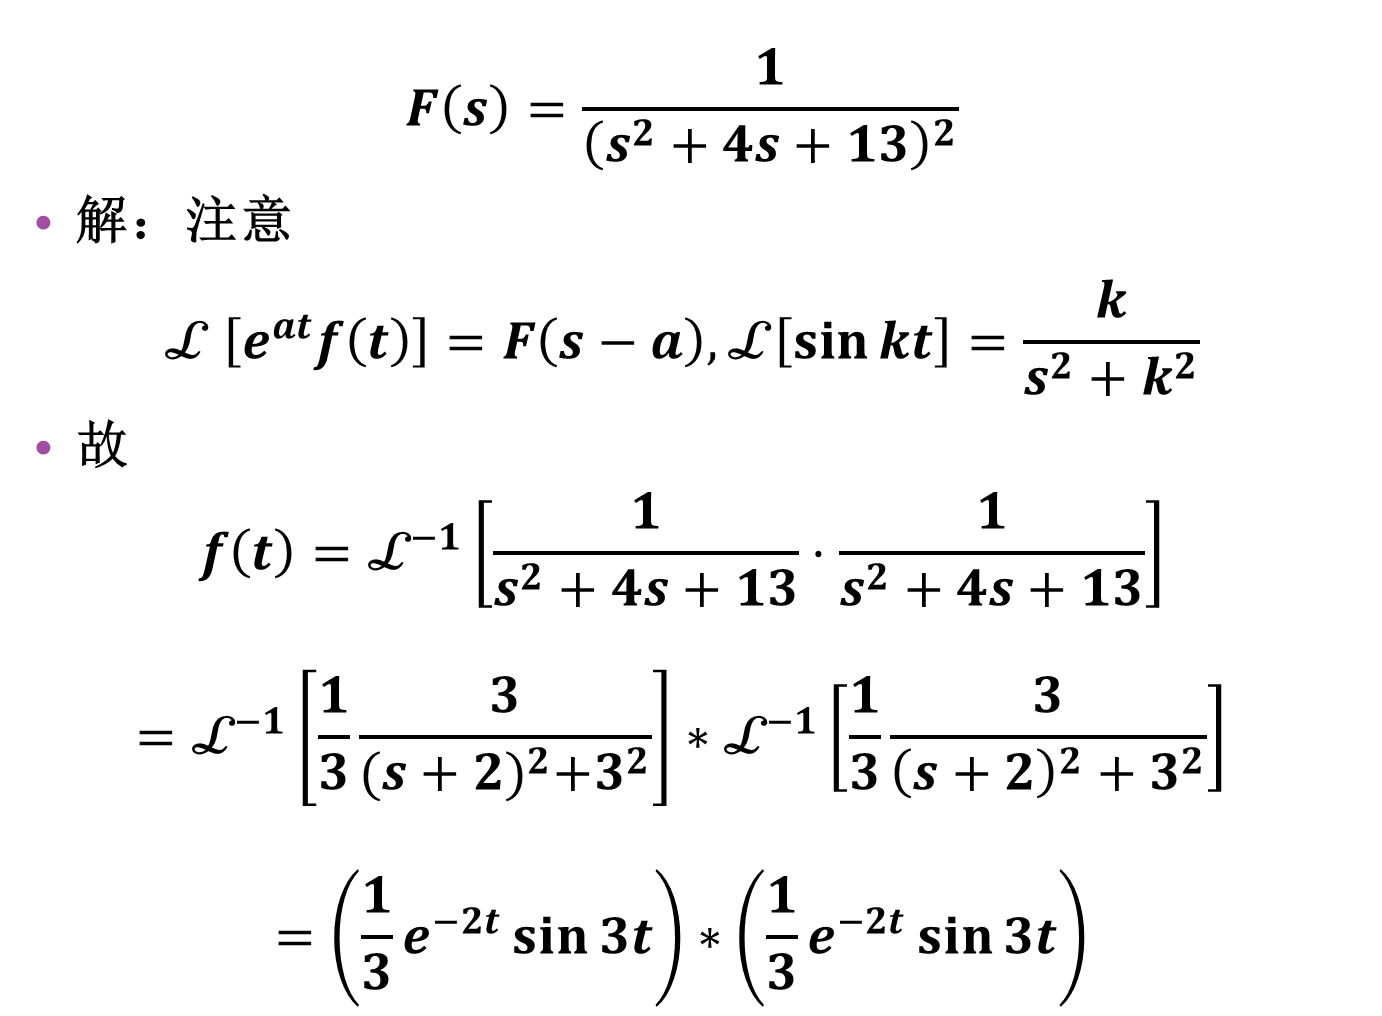 F(s) = 1/(s² + 4s + 13)²
• 解：注意
ℒ [e^{at} f(t)] = F(s − a), ℒ[sin kt] = k/(s² + k²)
• 故
f(t) = ℒ⁻¹ [1/(s² + 4s + 13) · 1/(s² + 4s + 13)]
= ℒ⁻¹ [1/3 3/((s + 2)²+3²)] * ℒ⁻¹ [1/3 3/((s + 2)² + 3²)]
= (1/3 e^{−2t} sin 3t) * (1/3 e^{−2t} sin 3t)